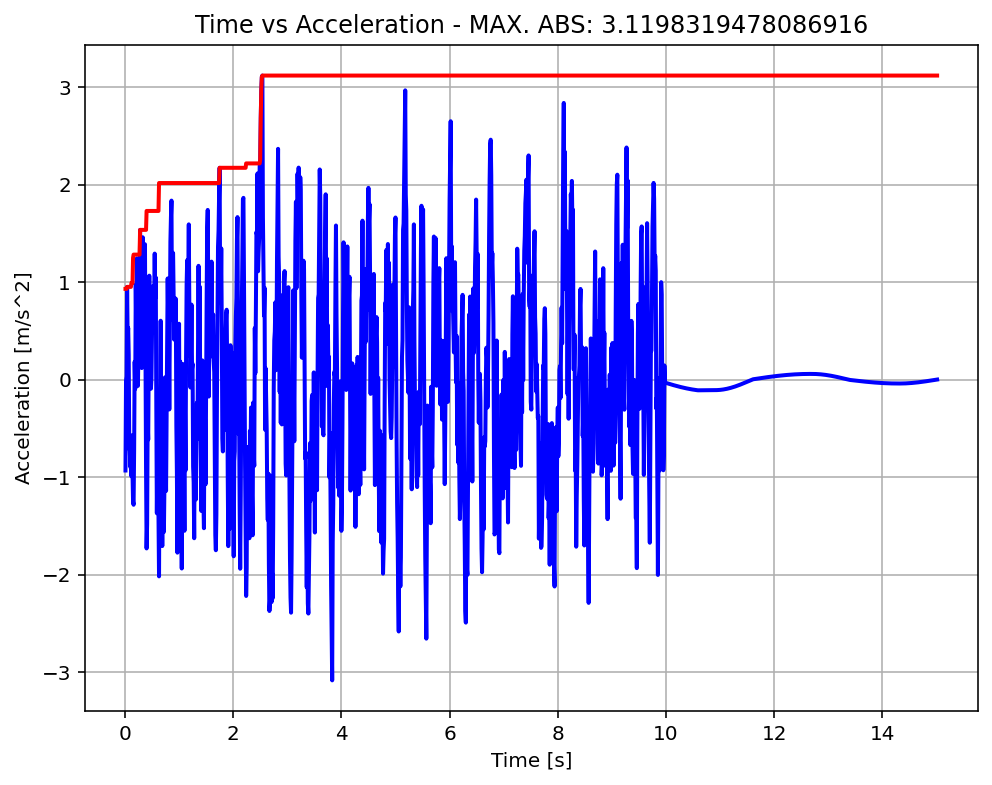 Time vs Acceleration - MAX. ABS: 3.1198319478086916
3
2
1
0
−1
−2
−3
Acceleration [m/s^2]
0 2 4 6 8 10 12 14
Time [s]